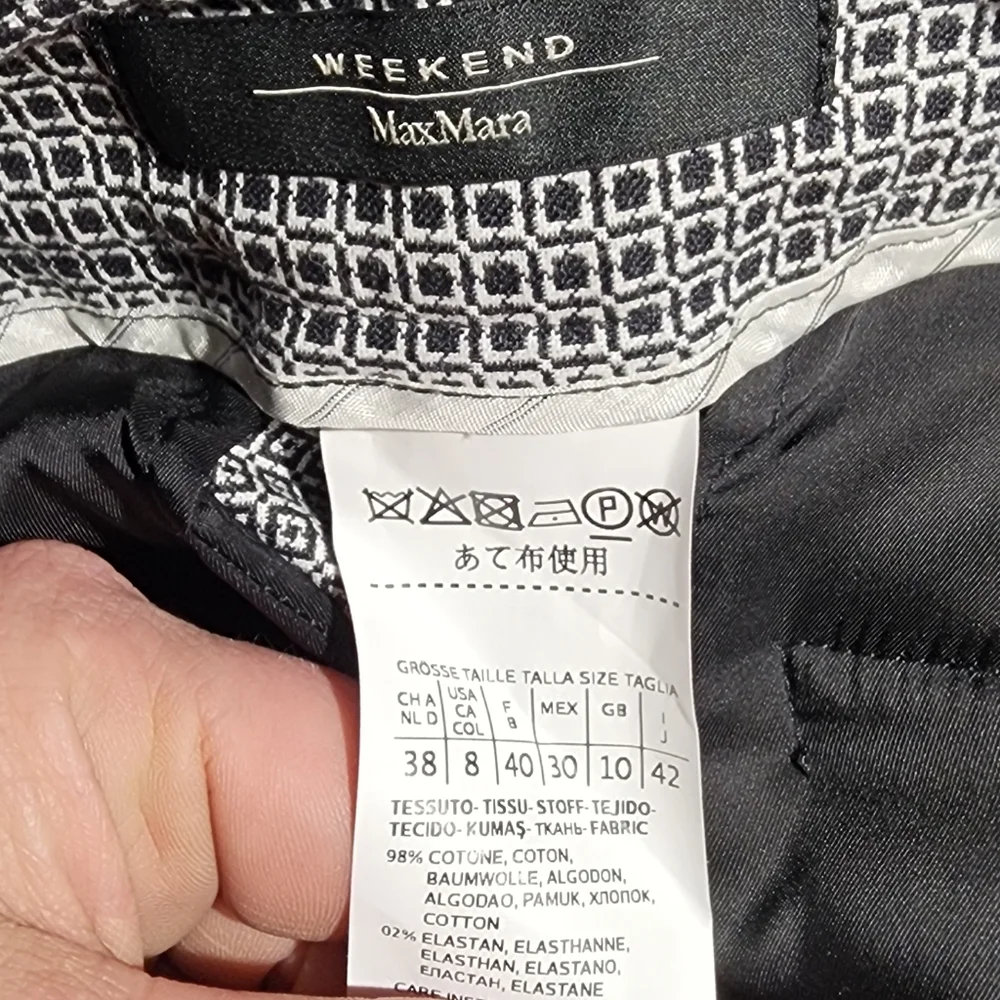 WEEKEND
MaxMara
P W
あて布使用
GRÖSSE TAILLE TALLA SIZE TAGLIA
CH A NL D USA CA COL F B MEX GB I J
38 8 40 30 10 42
TESSUTO- TISSU- STOFF- TEJIDO-
TECIDO- KUMAŞ- ТКАНЬ- FABRIC
98% COTONE, COTON,
BAUMWOLLE, ALGODON,
ALGODAO, PAMUK, ХЛОПОК,
COTTON
02% ELASTAN, ELASTHANNE,
ELASTHAN, ELASTANO,
ЕЛАСТАН, ELASTANE
CARE